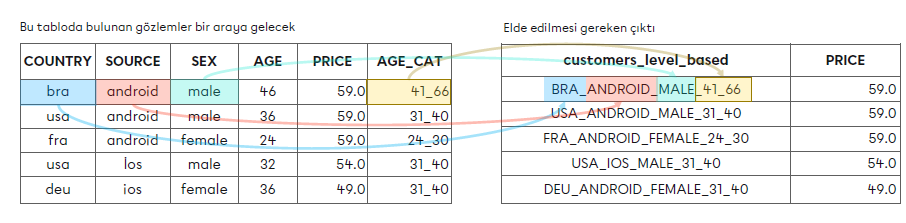 Bu tabloda bulunan gözlemler bir araya gelecek
COUNTRY SOURCE SEX AGE PRICE AGE_CAT
bra android male 46 59.0 41_66
usa android male 36 59.0 31_40
fra android female 24 59.0 24_30
usa İos male 32 54.0 31_40
deu ios female 36 49.0 31_40
Elde edilmesi gereken çıktı
customers_level_based PRICE
BRA_ANDROID_MALE_41_66 59.0
USA_ANDROID_MALE_31_40 59.0
FRA_ANDROID_FEMALE_24_30 59.0
USA_IOS_MALE_31_40 54.0
DEU_ANDROID_FEMALE_31_40 49.0